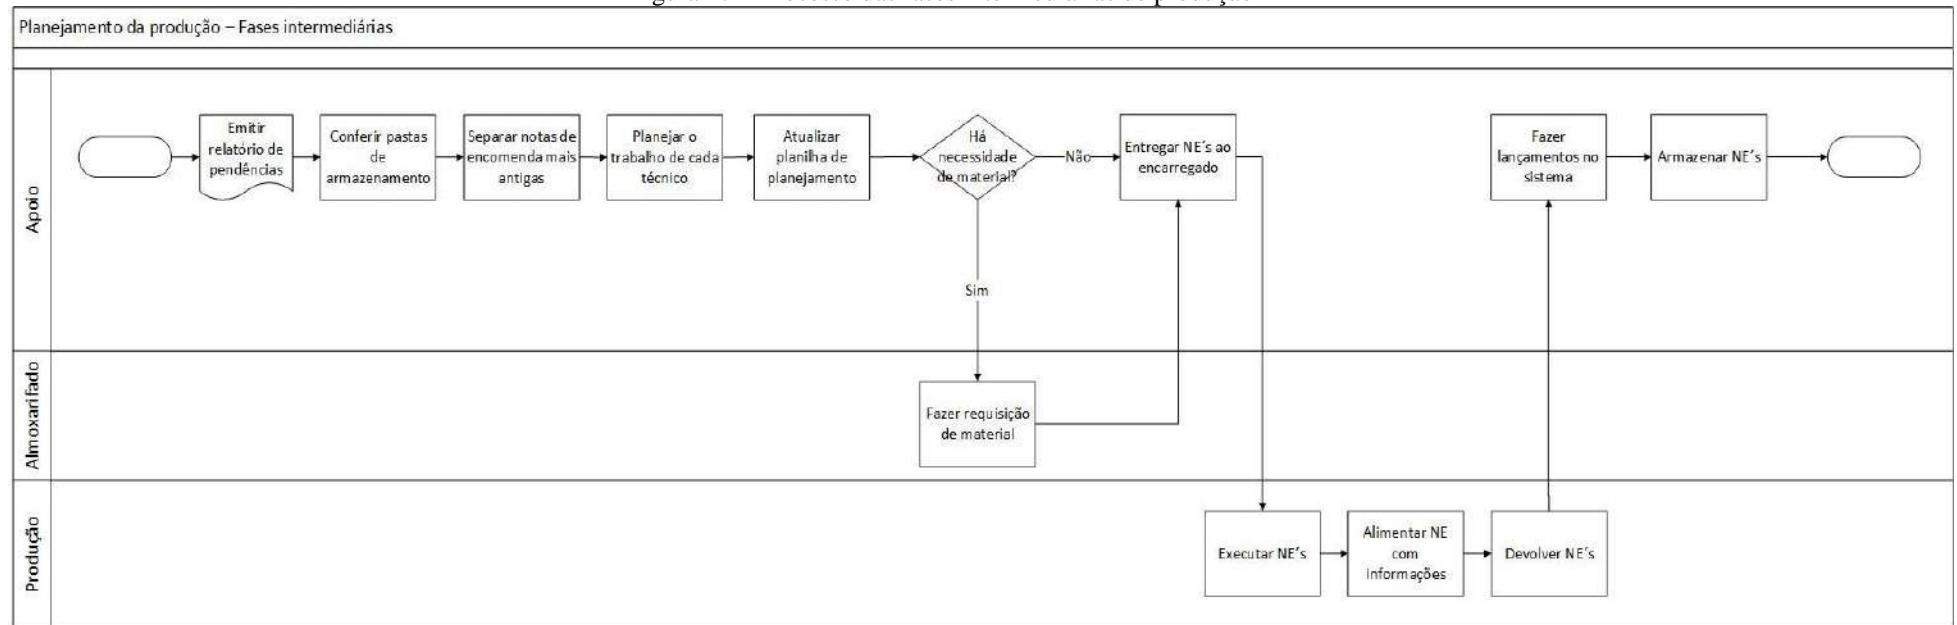 Planejamento da produção – Fases intermediárias
Apoio
Emitir
relatório de
pendências
Conferir pastas
de
armazenamento
Separar notas de
encomenda mais
antigas
Planejar o
trabalho de cada
técnico
Atualizar
planilha de
planejamento
Há
necessidade
de material?
Não
Sim
Entregar NE´s ao
encarregado
Fazer
lançamentos no
sistema
Armazenar NE´s
Almoxarifado
Fazer requisição
de material
Produção
Executar NE´s
Alimentar NE
com
informações
Devolver NE´s